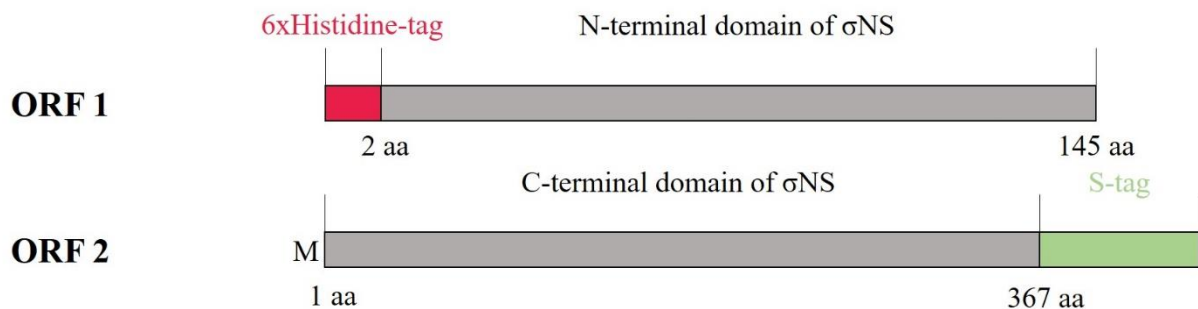 6xHistidine-tag N-terminal domain of σNS
ORF 1
2 aa 145 aa
C-terminal domain of σNS S-tag
ORF 2 M
1 aa 367 aa